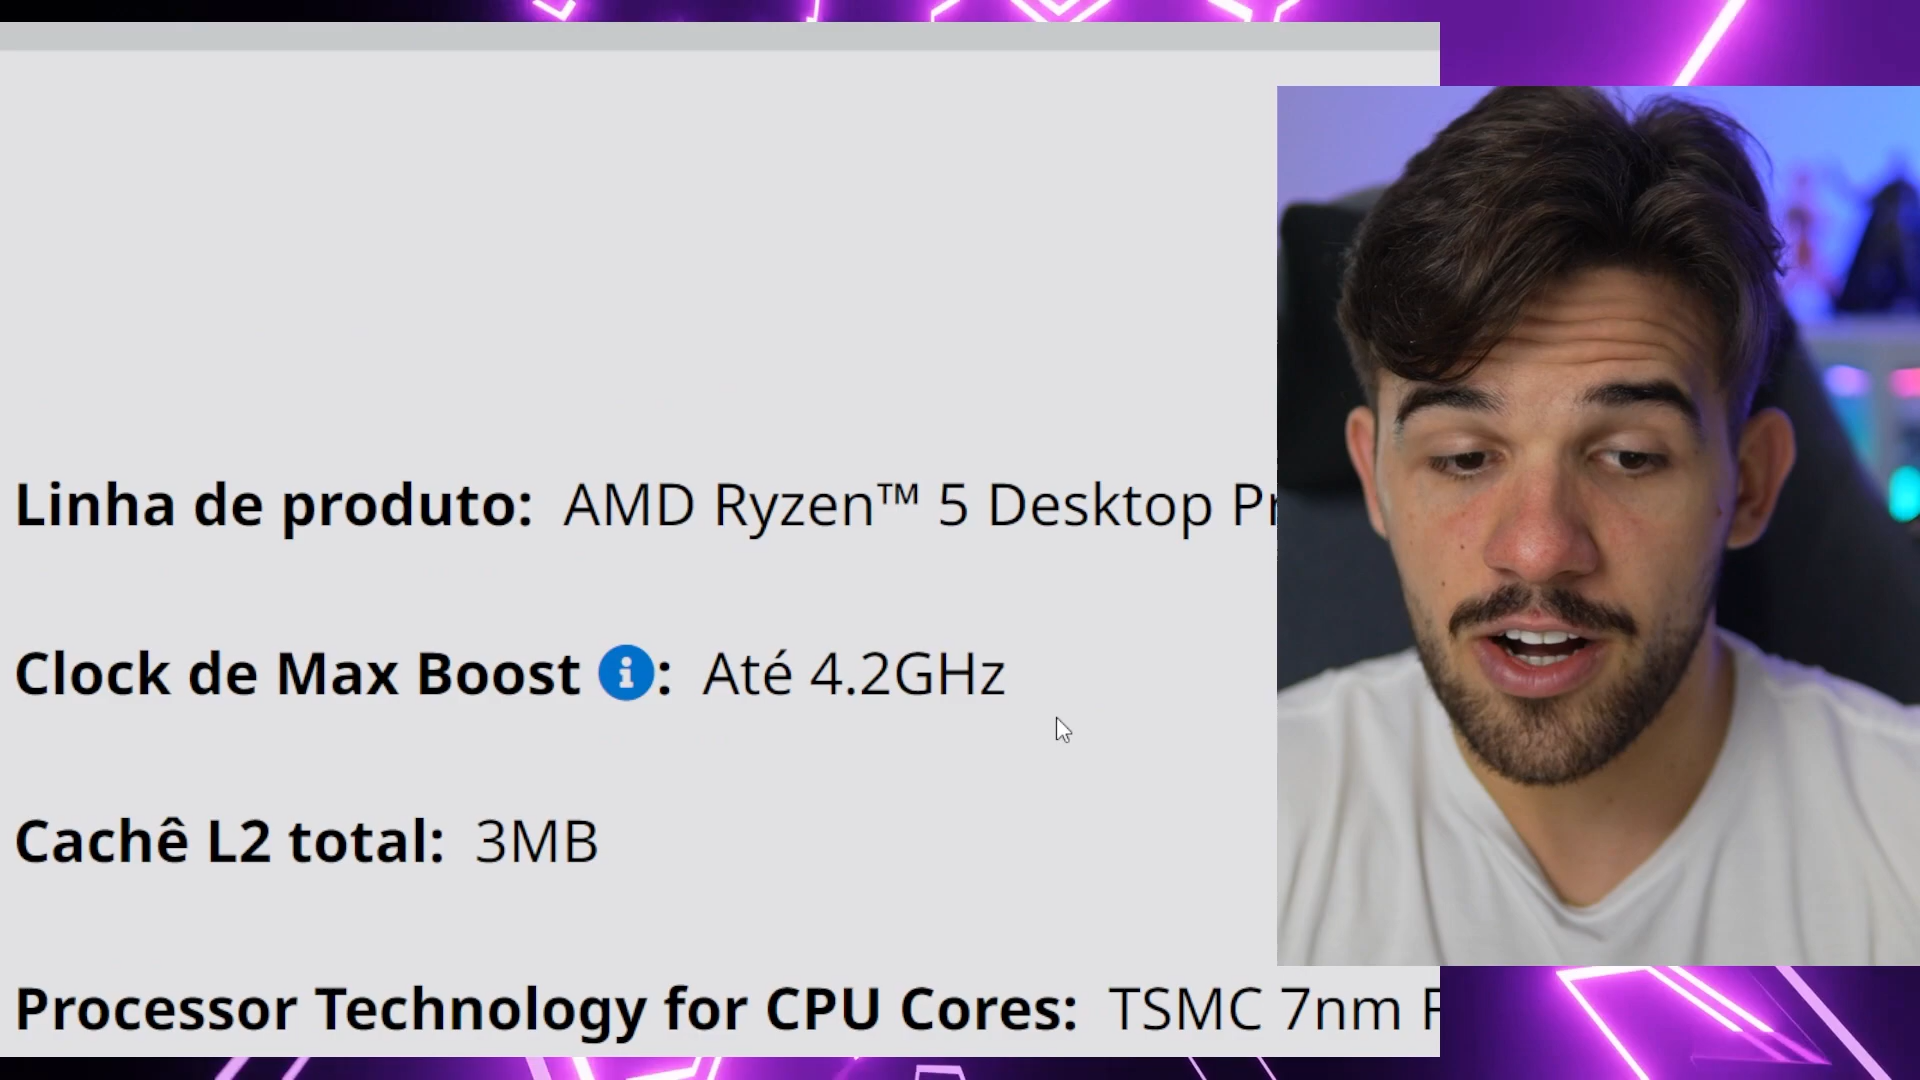 Linha de produto: AMD Ryzen™ 5 Desktop
Clock de Max Boost i: Até 4.2GHz
Cachê L2 total: 3MB
Processor Technology for CPU Cores: TSMC 7nm